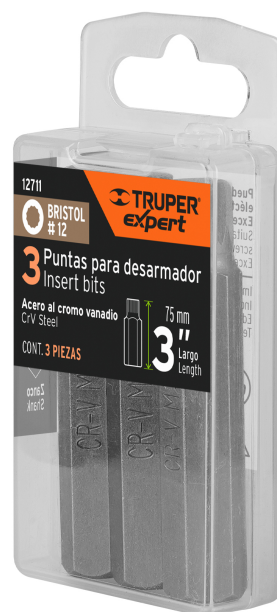 12711
BRISTOL
# 12
TRUPER®
expert
3 Puntas para desarmador
Insert bits
Acero al cromo vanadio
CrV Steel
CONT. 3 PIEZAS
75 mm
3"
Largo
Length
Zanco
Shank
CR-V M
CR-V M
CR-V M